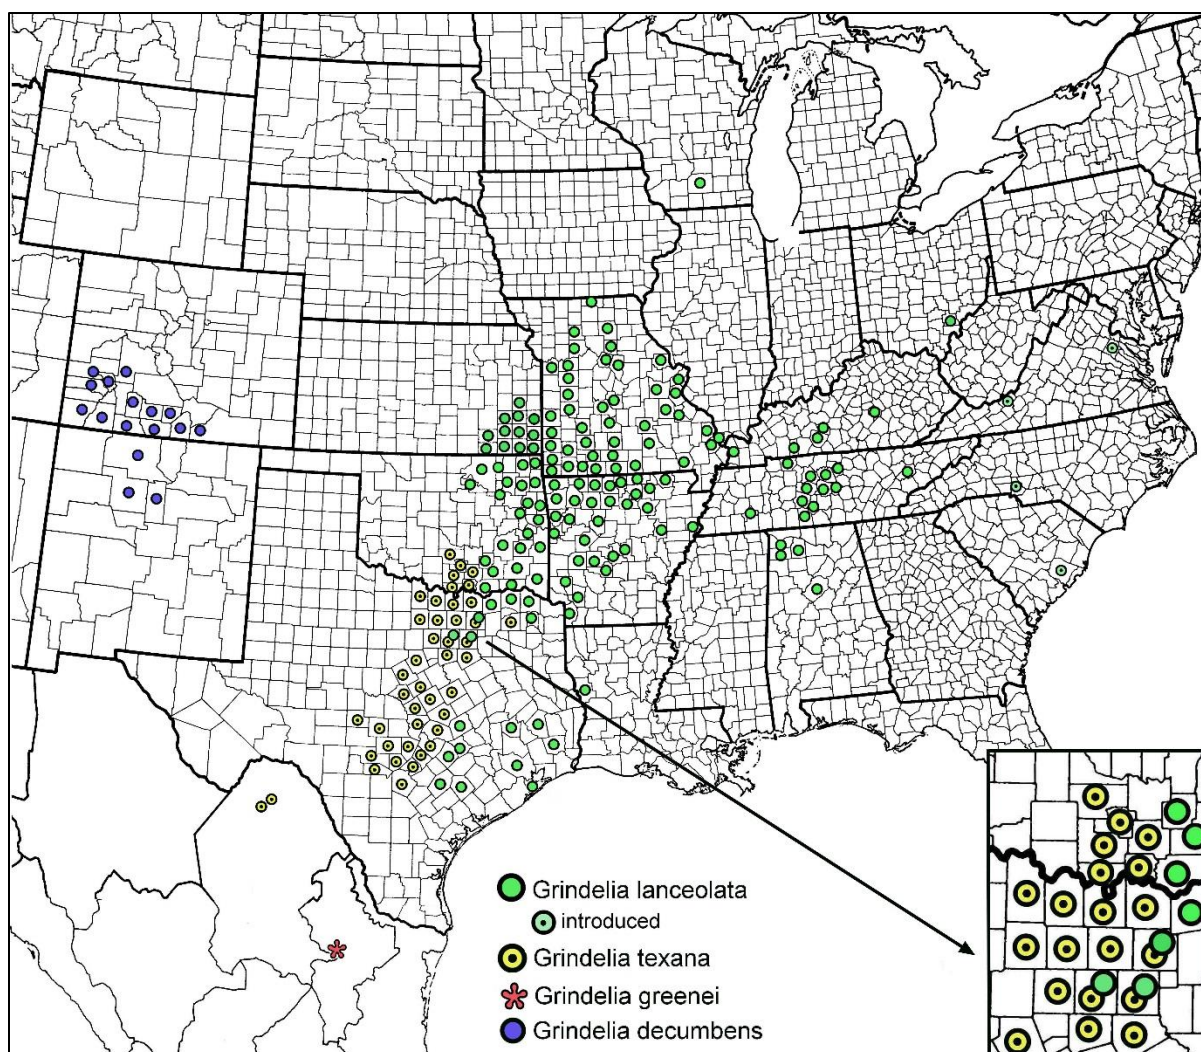 Grindelia lanceolata
introduced
Grindelia texana
Grindelia greenei
Grindelia decumbens